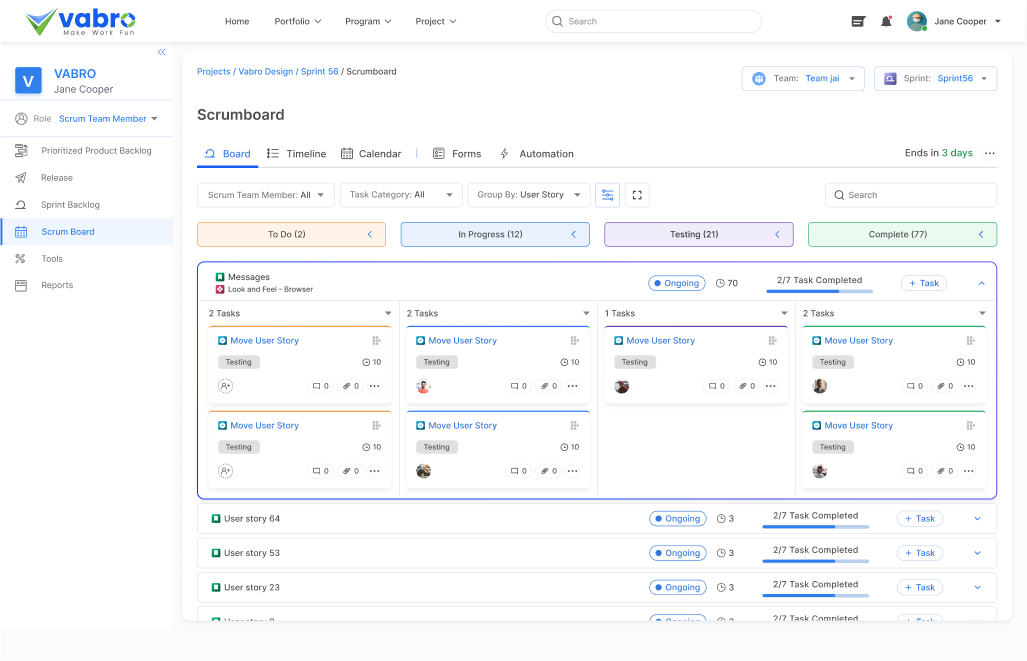 vabro
Make Work Fun
Home
Portfolio
Program
Project
Search
Jane Cooper
V
VABRO
Jane Cooper
Role Scrum Team Member
Prioritized Product Backlog
Release
Sprint Backlog
Scrum Board
Tools
Reports
Projects / Vabro Design / Sprint 56 / Scrumboard
Team: Team jai
Sprint: Sprint56
Scrumboard
Board
Timeline
Calendar
Forms
Automation
Ends in 3 days
Scrum Team Member: All
Task Category: All
Group By: User Story
Search
To Do (2)
In Progress (12)
Testing (21)
Complete (77)
Messages
Look and Feel - Browser
Ongoing
70
2/7 Task Completed
+ Task
2 Tasks
2 Tasks
1 Tasks
2 Tasks
Move User Story
Testing
10
0
0
Move User Story
Testing
10
0
0
Move User Story
Testing
10
0
0
Move User Story
Testing
10
0
0
Move User Story
Testing
10
0
0
Move User Story
Testing
10
0
0
Move User Story
Testing
10
0
0
User story 64
Ongoing
3
2/7 Task Completed
+ Task
User story 53
Ongoing
3
2/7 Task Completed
+ Task
User story 23
Ongoing
3
2/7 Task Completed
+ Task
2/7 Task Completed